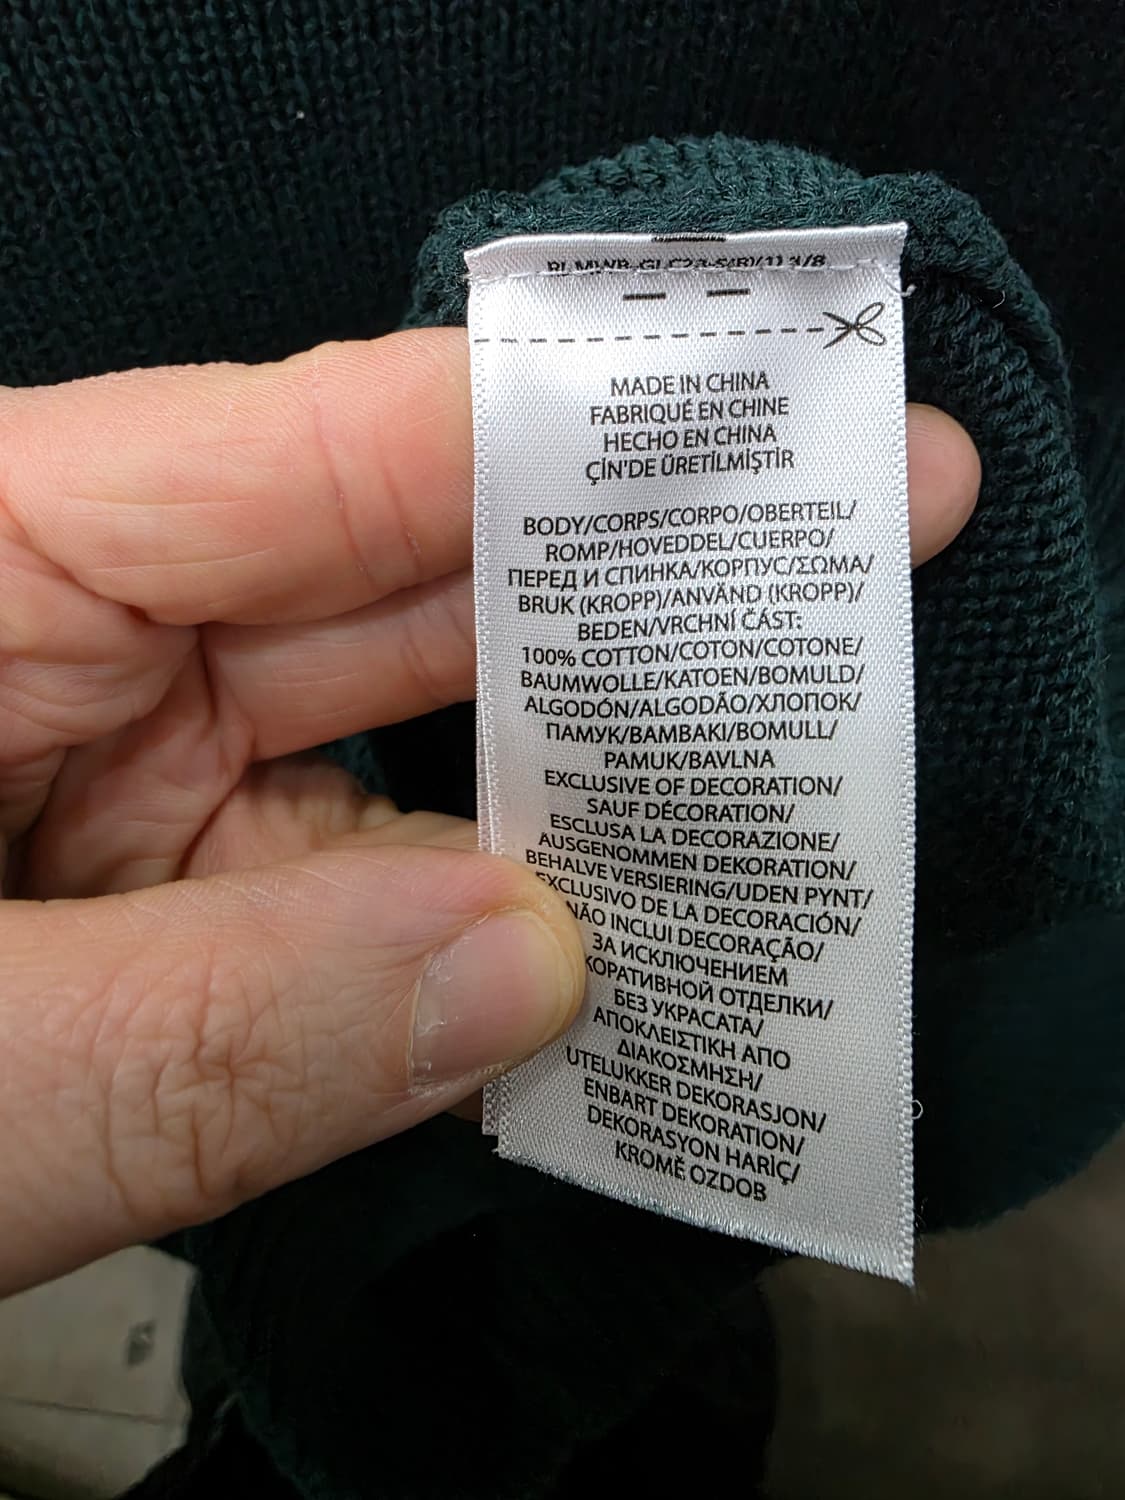 MADE IN CHINA
FABRIQUÉ EN CHINE
HECHO EN CHINA
ÇİN'DE ÜRETİLMİŞTİR
BODY/CORPS/CORPO/OBERTEIL/
ROMP/HOVEDDEL/CUERPO/
ПЕРЕД И СПИНКА/КОРПУС/ΣΩΜΑ/
BRUK (KROPP)/ANVÄND (KROPP)/
BEDEN/VRCHNÍ ČÁST:
100% COTTON/COTON/COTONE/
BAUMWOLLE/KATOEN/BOMULD/
ALGODÓN/ALGODÃO/ХЛОПОК/
ПАМУК/ΒΑΜΒΑΚΙ/BOMULL/
PAMUK/BAVLNA
EXCLUSIVE OF DECORATION/
SAUF DÉCORATION/
ESCLUSA LA DECORAZIONE/
AUSGENOMMEN DEKORATION/
BEHALVE VERSIERING/UDEN PYNT/
EXCLUSIVO DE LA DECORACIÓN/
NÃO INCLUI DECORAÇÃO/
ЗА ИСКЛЮЧЕНИЕМ
КОРАТИВНОЙ ОТДЕЛКИ/
БЕЗ УКРАСАТА/
ΑΠΟΚΛΕΙΣΤΙΚΗ ΑΠΟ
ΔΙΑΚΟΣΜΗΣΗ/
UTELUKKER DEKORASJON/
ENBART DEKORATION/
DEKORASYON HARİÇ/
KROMĚ OZDOB